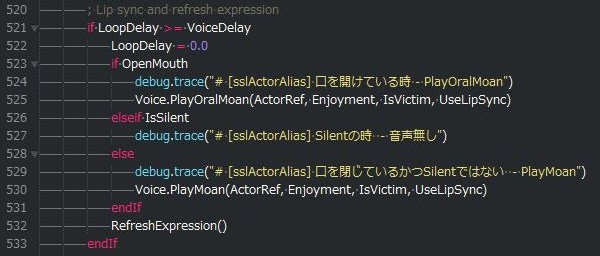 520 ; Lip sync and refresh expression
521 if LoopDelay >= VoiceDelay
522 LoopDelay = 0.0
523 if OpenMouth
524 debug.trace("# [sslActorAlias] 口を開けている時 - PlayOralMoan")
525 Voice.PlayOralMoan(ActorRef, Enjoyment, IsVictim, UseLipSync)
526 elseif IsSilent
527 debug.trace("# [sslActorAlias] Silentの時 - 音声無し")
528 else
529 debug.trace("# [sslActorAlias] 口を閉じているかつSilentではない - PlayMoan")
530 Voice.PlayMoan(ActorRef, Enjoyment, IsVictim, UseLipSync)
531 endIf
532 RefreshExpression()
533 endIf